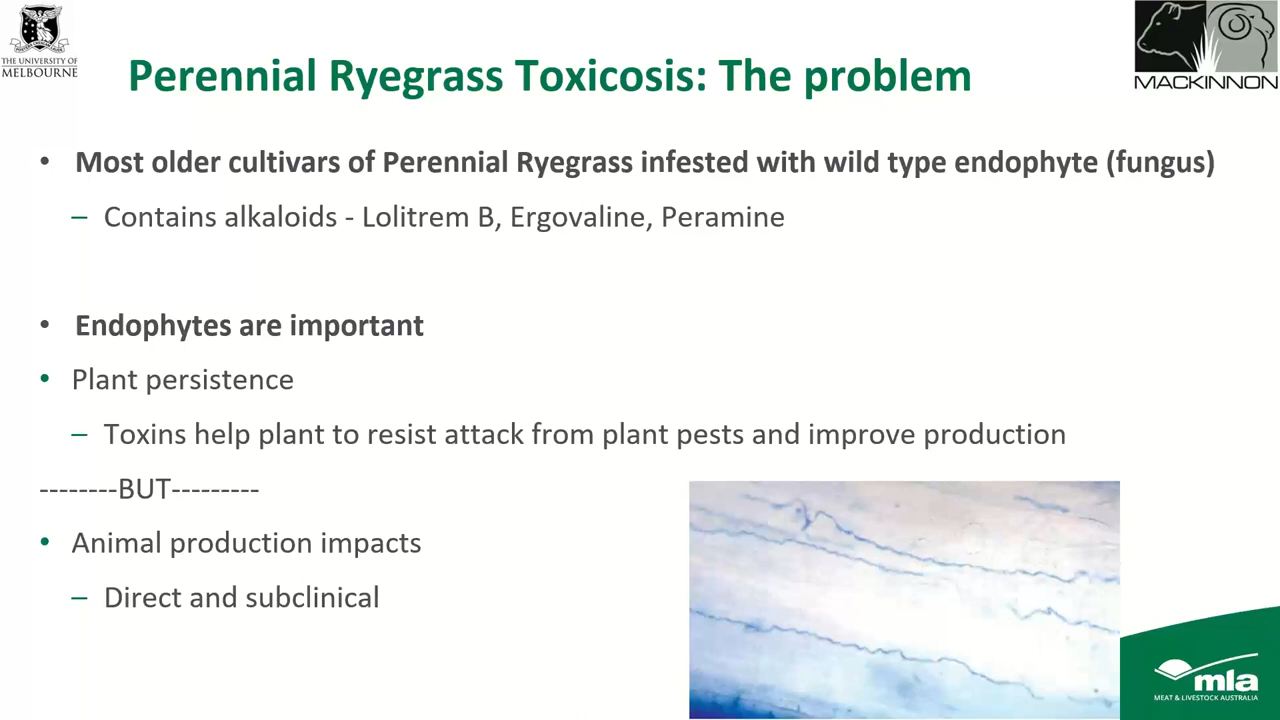 THE UNIVERSITY OF
MELBOURNE
Perennial Ryegrass Toxicosis: The problem
MACKINNON
• Most older cultivars of Perennial Ryegrass infested with wild type endophyte (fungus)
– Contains alkaloids - Lolitrem B, Ergovaline, Peramine
• Endophytes are important
• Plant persistence
– Toxins help plant to resist attack from plant pests and improve production
--------BUT---------
• Animal production impacts
– Direct and subclinical
mla
MEAT & LIVESTOCK AUSTRALIA